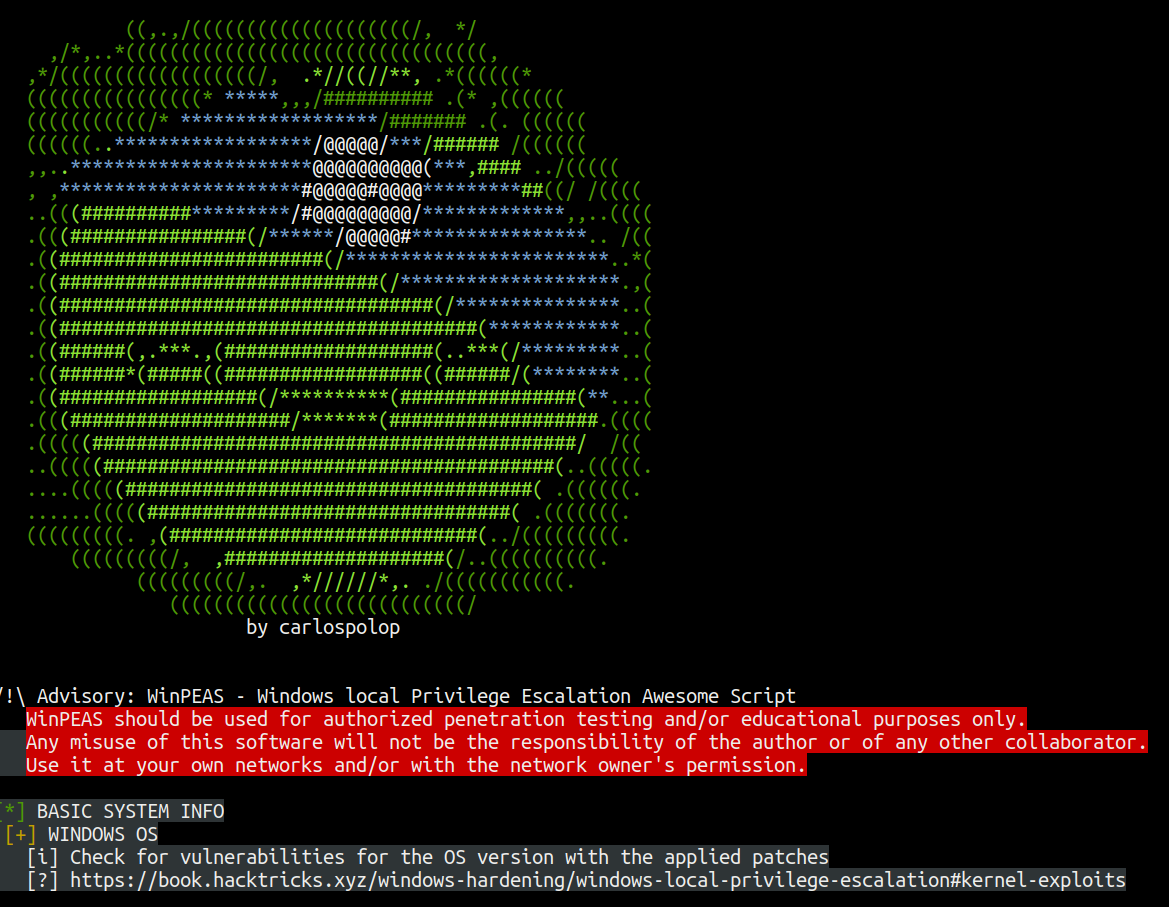 ((,.,/((((((((((((((((((((/, */
,/*,..*((((((((((((((((((((((((((((((((((,
,*/((((((((((((((((((/, .*//((//**, .*((((((*
((((((((((((((((* *****,,,/########## .(* ,((((((
(((((((((((/* ******************/####### .(. ((((((
((((((..******************/@@@@@/***/###### /((((((
,,..**********************@@@@@@@@@@(***,#### ../(((((
, ,**********************#@@@@@#@@@@*********##((/ /((((
..(((##########*********/#@@@@@@@@@/*************,,..((((
.(((################(/******/@@@@@#****************.. /((
.((########################(/************************..*(
.((#############################(/********************.,(
.((##################################(/***************..(
.((######################################(************..(
.((######(,.***.,(###################(..***(/*********..(
.((######*(#####((##################((######/(********..(
.((##################(/**********(################(**...(
.(((####################/*******(###################.((((
.(((((############################################/ /((
..(((((#########################################(..(((((.
....(((((#####################################( .((((((.
......(((((#################################( .(((((((.
(((((((((. ,(############################(../(((((((((.
(((((((((/, ,####################(/..((((((((((.
(((((((((/,. ,*//////*,. ./(((((((((((.
(((((((((((((((((((((((((((/
by carlospolop
/!\ Advisory: WinPEAS - Windows local Privilege Escalation Awesome Script
WinPEAS should be used for authorized penetration testing and/or educational purposes only.
Any misuse of this software will not be the responsibility of the author or of any other collaborator.
Use it at your own networks and/or with the network owner's permission.
[*] BASIC SYSTEM INFO
[+] WINDOWS OS
[i] Check for vulnerabilities for the OS version with the applied patches
[?] https://book.hacktricks.xyz/windows-hardening/windows-local-privilege-escalation#kernel-exploits